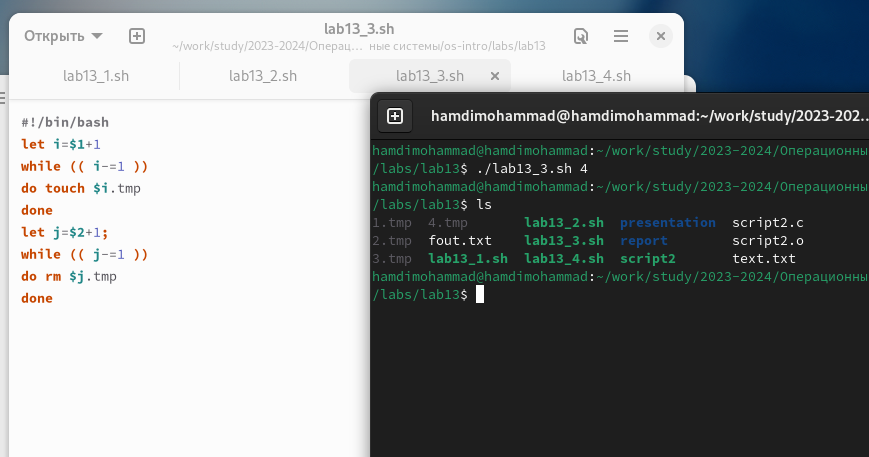 Открыть
lab13_3.sh
~/work/study/2023-2024/Операц… ные системы/os-intro/labs/lab13
lab13_1.sh
lab13_2.sh
lab13_3.sh
lab13_4.sh
#!/bin/bash
let i=$1+1
while (( i-=1 ))
do touch $i.tmp
done
let j=$2+1;
while (( j-=1 ))
do rm $j.tmp
done
hamdimohammad@hamdimohammad:~/work/study/2023-202…
hamdimohammad@hamdimohammad:~/work/study/2023-2024/Операционны
/labs/lab13$ ./lab13_3.sh 4
hamdimohammad@hamdimohammad:~/work/study/2023-2024/Операционны
/labs/lab13$ ls
1.tmp 4.tmp lab13_2.sh presentation script2.c
2.tmp fout.txt lab13_3.sh report script2.o
3.tmp lab13_1.sh lab13_4.sh script2 text.txt
hamdimohammad@hamdimohammad:~/work/study/2023-2024/Операционны
/labs/lab13$